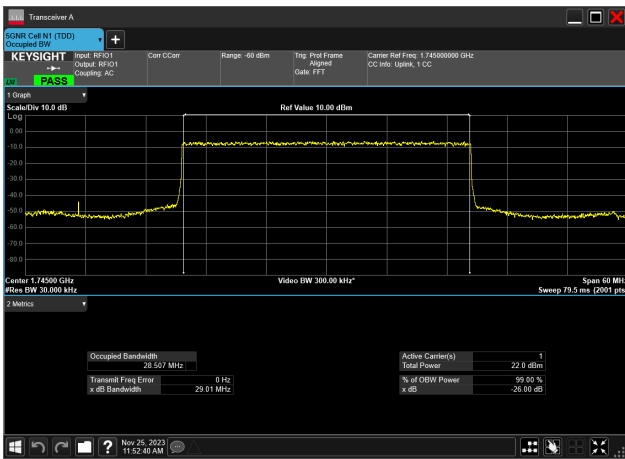 Transceiver A
5GNR Cell N1 (TDD)
Occupied BW
KEYSIGHT
LXI
PASS
Input: RFIO1
Output: RFIO1
Coupling: AC
Corr CCorr
Range: -60 dBm
Trig: Prot Frame
Aligned
Gate: FFT
Carrier Ref Freq: 1.745000000 GHz
CC Info: Uplink, 1 CC
1 Graph
Scale/Div 10.0 dB
Ref Value 10.00 dBm
Log
0.00
-10.0
-20.0
-30.0
-40.0
-50.0
-60.0
-70.0
-80.0
Center 1.74500 GHz
Video BW 300.00 kHz*
Span 60 MHz
#Res BW 30.000 kHz
Sweep 79.5 ms (2001 pts)
2 Metrics
Occupied Bandwidth
28.507 MHz
Transmit Freq Error 0 Hz
x dB Bandwidth 29.01 MHz
Active Carrier(s) 1
Total Power 22.0 dBm
% of OBW Power 99.00 %
x dB -26.00 dB
?
Nov 25, 2023
11:52:40 AM